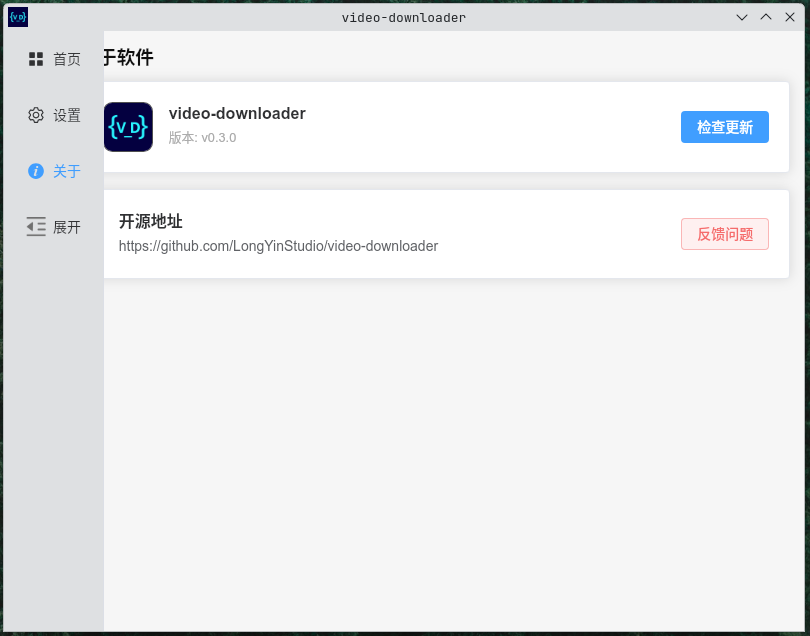 {V_D}
video-downloader
首页
设置
关于
展开
于软件
{V_D}
video-downloader
版本: v0.3.0
检查更新
开源地址
https://github.com/LongYinStudio/video-downloader
反馈问题